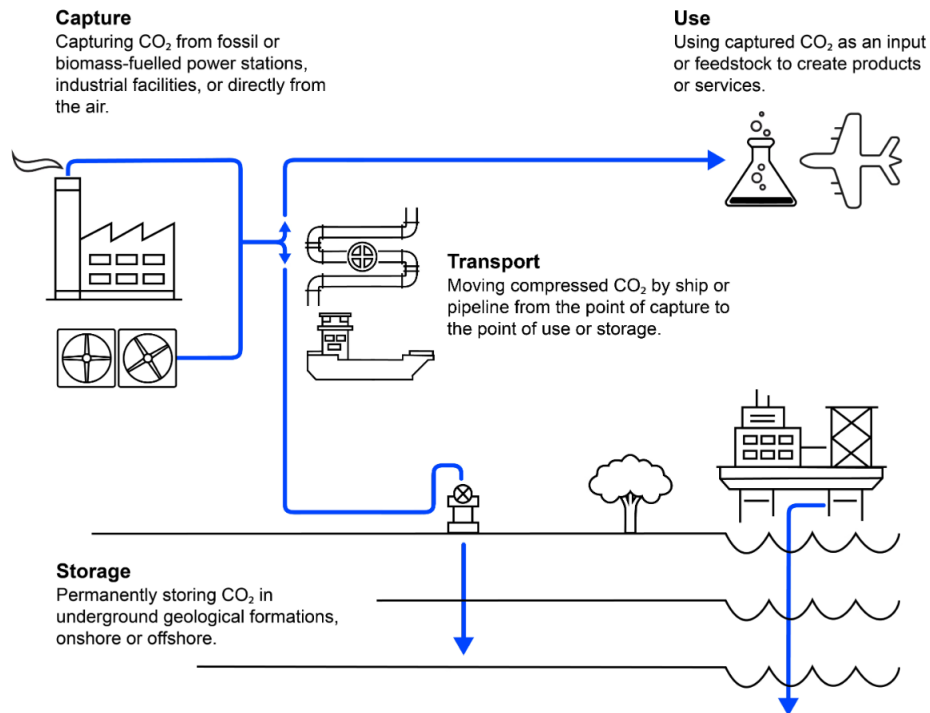 Capture
Capturing CO₂ from fossil or
biomass-fuelled power stations,
industrial facilities, or directly from
the air.
Use
Using captured CO₂ as an input
or feedstock to create products
or services.
Transport
Moving compressed CO₂ by ship or
pipeline from the point of capture to
the point of use or storage.
Storage
Permanently storing CO₂ in
underground geological formations,
onshore or offshore.